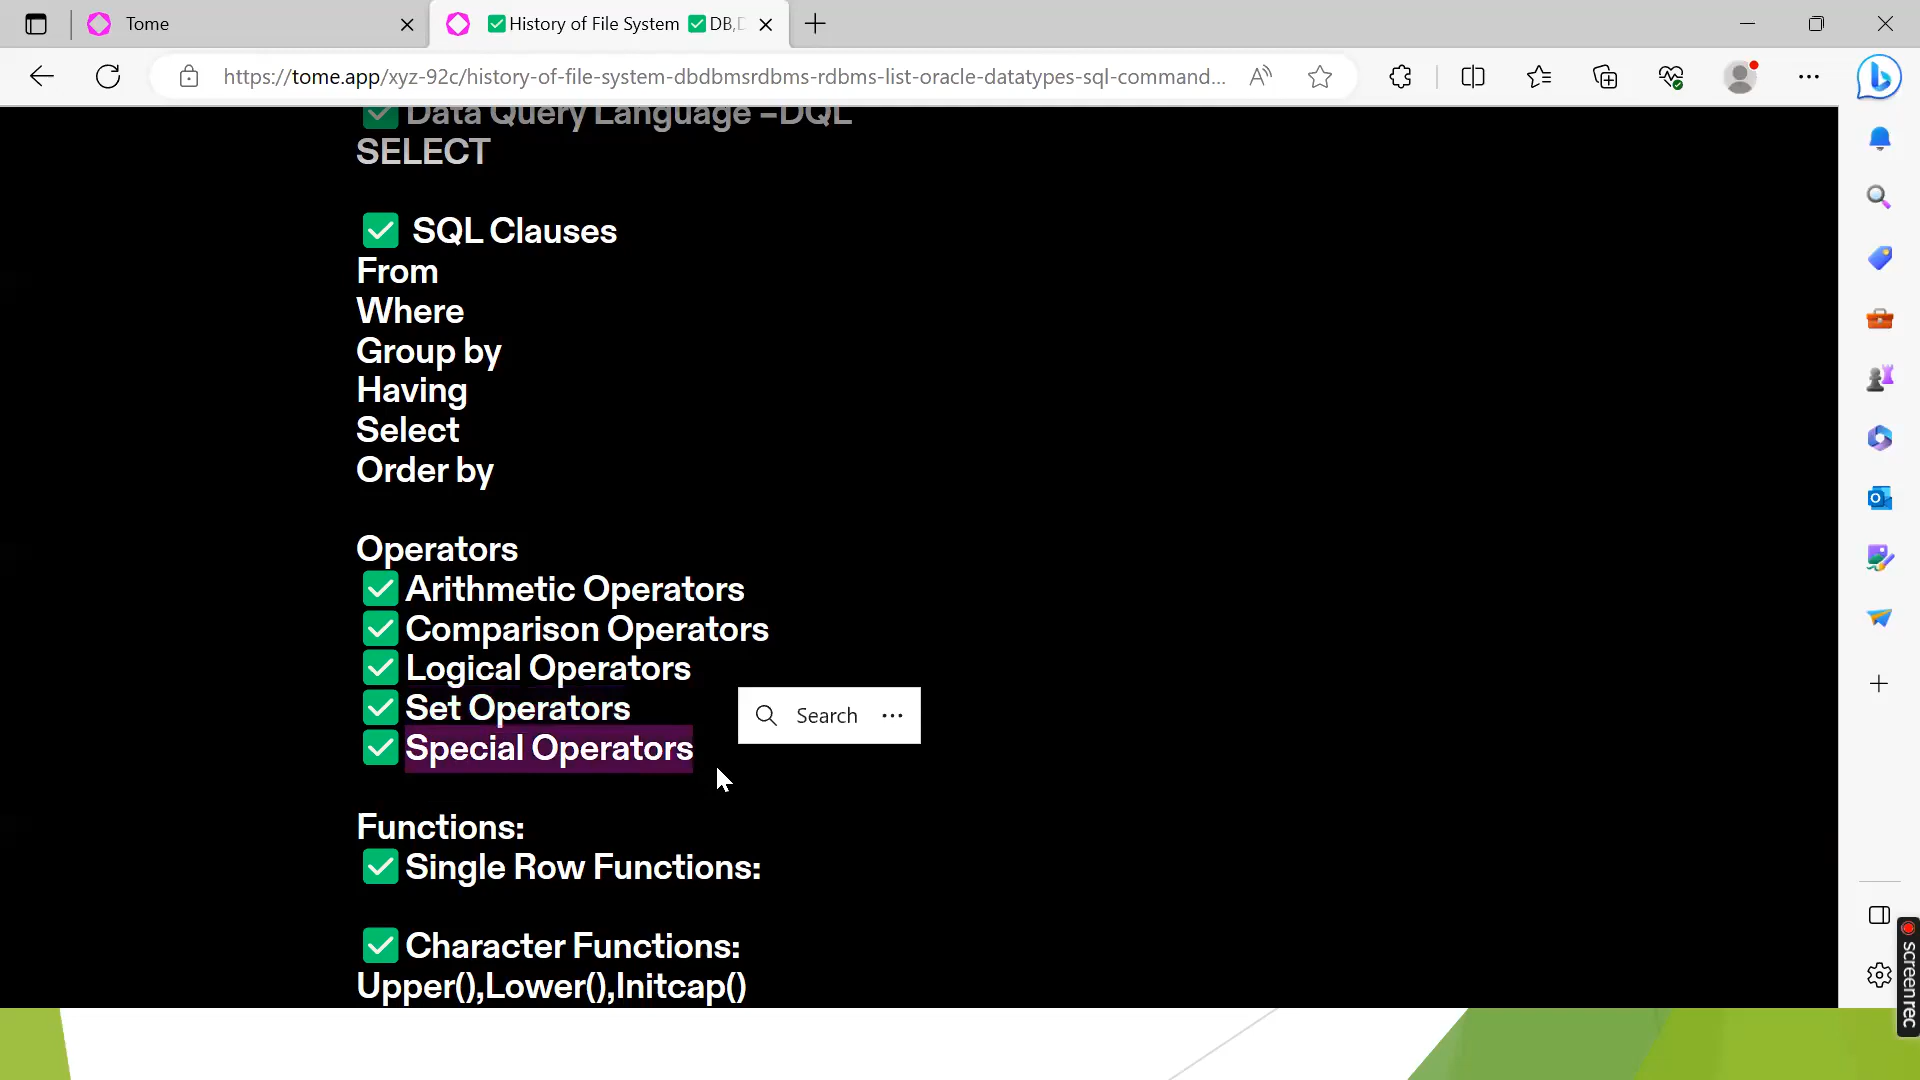 Tome
✅History of File System ✅DB,D
https://tome.app/xyz-92c/history-of-file-system-dbdbmsrdbms-rdbms-list-oracle-datatypes-sql-command...
✅Data Query Language –DQL
SELECT
✅ SQL Clauses
From
Where
Group by
Having
Select
Order by
Operators
✅Arithmetic Operators
✅Comparison Operators
✅Logical Operators
✅Set Operators
Search ...
✅Special Operators
Functions:
✅Single Row Functions:
✅Character Functions:
Upper(),Lower(),Initcap()
screenrec